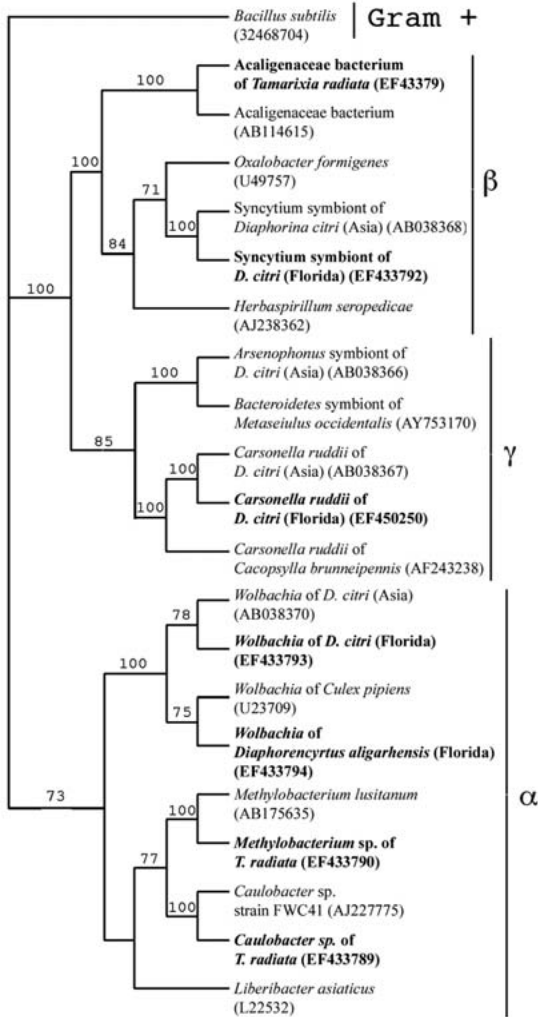 Bacillus subtilis
(32468704)
Gram +
100
Acaligenaceae bacterium
of Tamarixia radiata (EF43379)
Acaligenaceae bacterium
(AB114615)
100
71
Oxalobacter formigenes
(U49757)
100
Syncytium symbiont of
Diaphorina citri (Asia) (AB038368)
β
84
Syncytium symbiont of
D. citri (Florida) (EF433792)
100
Herbaspirillum seropedicae
(AJ238362)
100
Arsenophonus symbiont of
D. citri (Asia) (AB038366)
Bacteroidetes symbiont of
Metaseiulus occidentalis (AY753170)
85
100
Carsonella ruddii of
D. citri (Asia) (AB038367)
γ
100
Carsonella ruddii of
D. citri (Florida) (EF450250)
Carsonella ruddii of
Cacopsylla brunneipennis (AF243238)
78
Wolbachia of D. citri (Asia)
(AB038370)
100
Wolbachia of D. citri (Florida)
(EF433793)
75
Wolbachia of Culex pipiens
(U23709)
Wolbachia of
Diaphorencyrtus aligarhensis (Florida)
(EF433794)
73
α
100
Methylobacterium lusitanum
(AB175635)
77
Methylobacterium sp. of
T. radiata (EF433790)
100
Caulobacter sp.
strain FWC41 (AJ227775)
Caulobacter sp. of
T. radiata (EF433789)
Liberibacter asiaticus
(L22532)